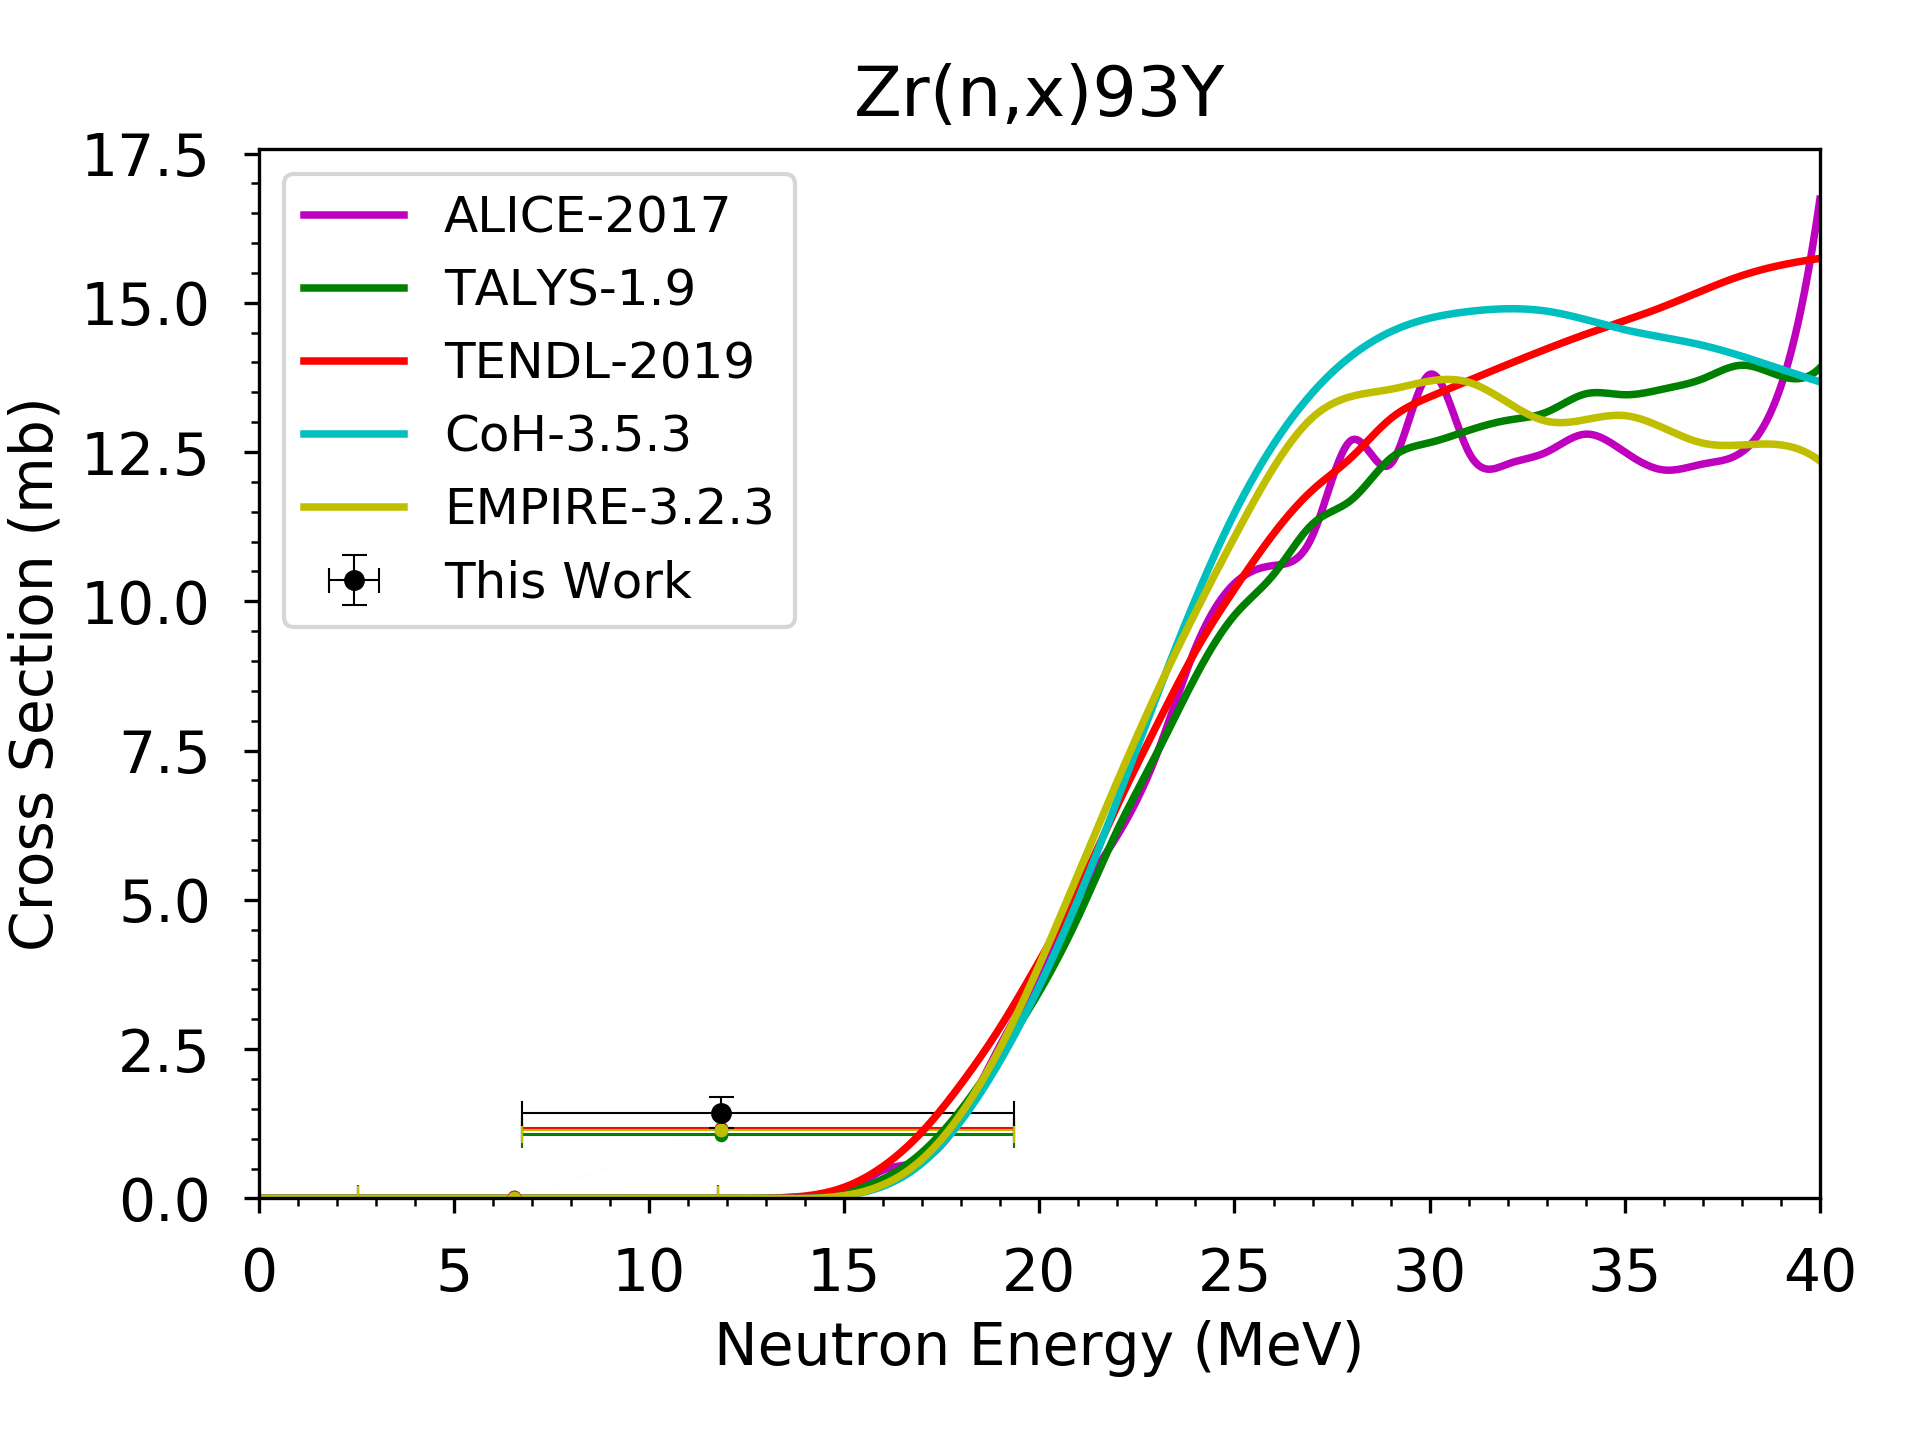 Zr(n,x)93Y
17.5
15.0
12.5
10.0
7.5
5.0
2.5
0.0
Cross Section (mb)
ALICE-2017
TALYS-1.9
TENDL-2019
CoH-3.5.3
EMPIRE-3.2.3
This Work
0 5 10 15 20 25 30 35 40
Neutron Energy (MeV)